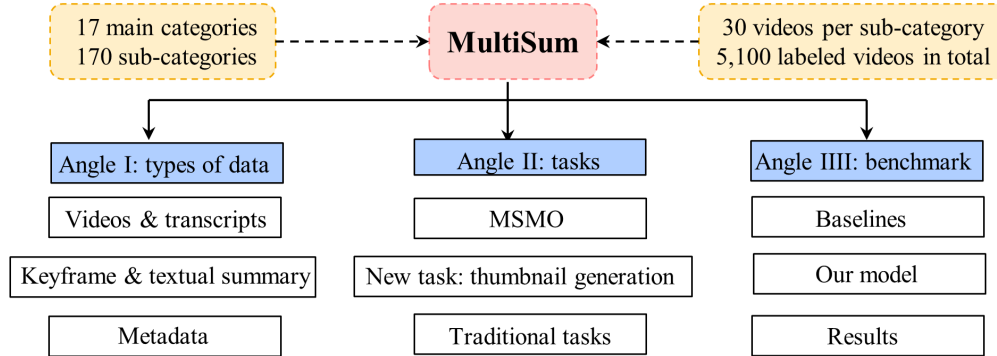 17 main categories
170 sub-categories
MultiSum
30 videos per sub-category
5,100 labeled videos in total
Angle I: types of data
Angle II: tasks
Angle IIII: benchmark
Videos & transcripts
MSMO
Baselines
Keyframe & textual summary
New task: thumbnail generation
Our model
Metadata
Traditional tasks
Results